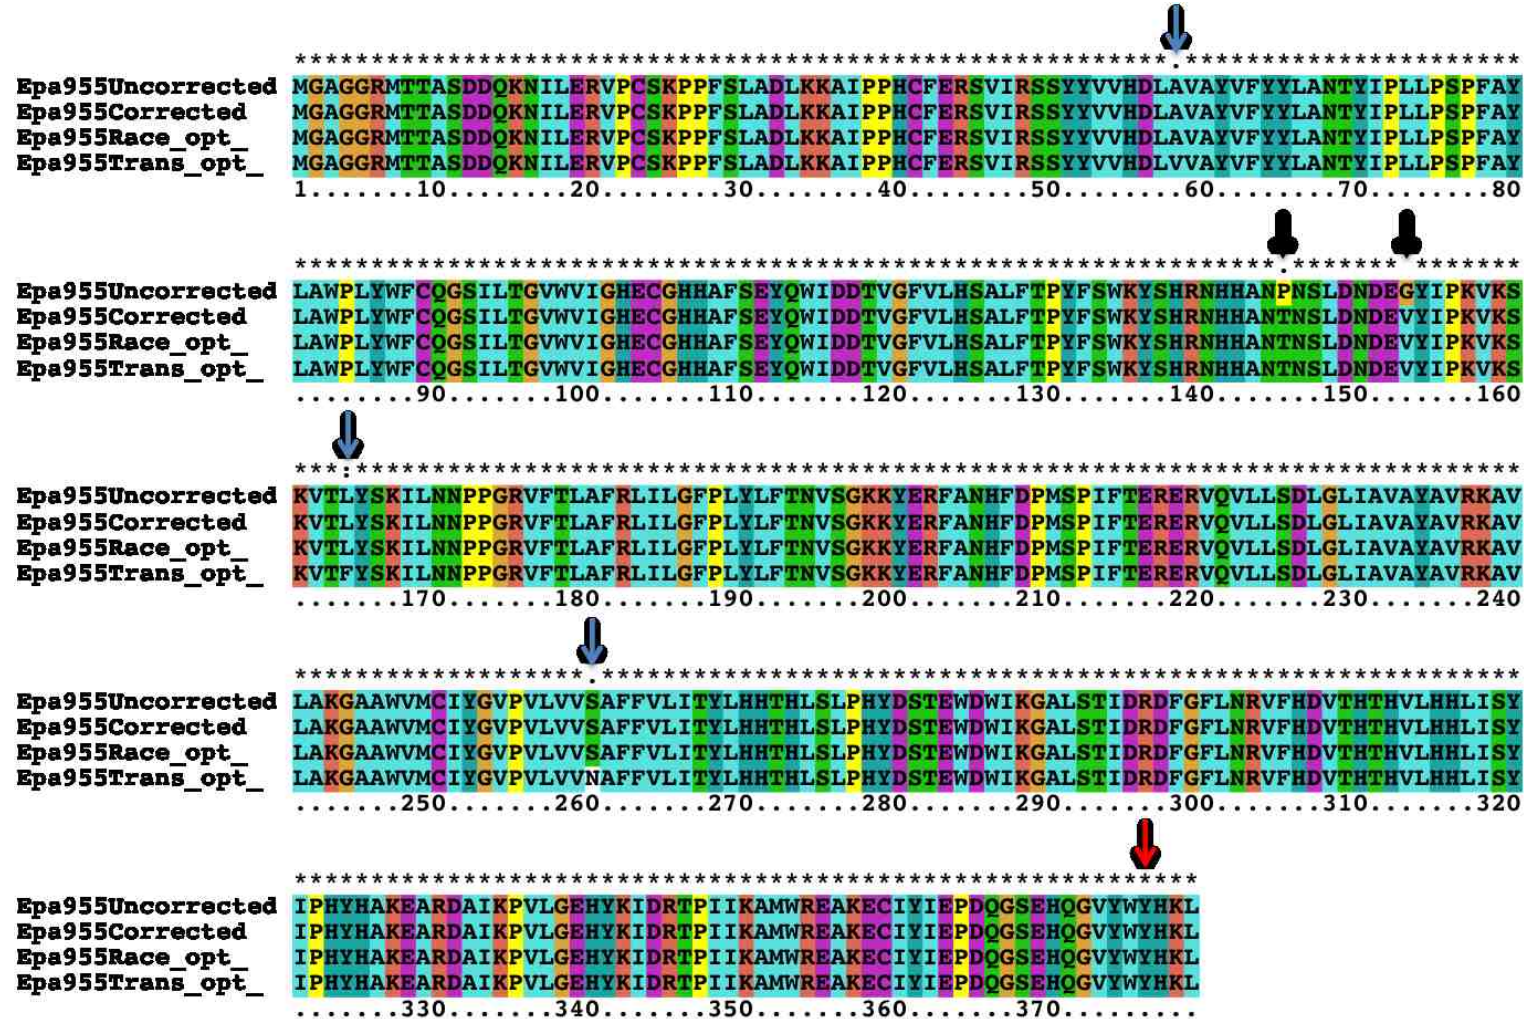 *********************************************************.**********************
Epa955Uncorrected MGAGGRMTTASDDQKNILERVPCSKPPFSLADLKKAIPPHCFERSVIRSSYYVVHDLAVAYVFYYLANTYIPLLPSPFAY
Epa955Corrected MGAGGRMTTASDDQKNILERVPCSKPPFSLADLKKAIPPHCFERSVIRSSYYVVHDLAVAYVFYYLANTYIPLLPSPFAY
Epa955Race_opt_ MGAGGRMTTASDDQKNILERVPCSKPPFSLADLKKAIPPHCFERSVIRSSYYVVHDLAVAYVFYYLANTYIPLLPSPFAY
Epa955Trans_opt_ MGAGGRMTTASDDQKNILERVPCSKPPFSLADLKKAIPPHCFERSVIRSSYYVVHDLVVAYVFYYLANTYIPLLPSPFAY
1.......10........20........30........40........50........60........70........80
****************************************************************.******* *******
Epa955Uncorrected LAWPLYWFCQGSILTGVWVIGHECGHHAFSEYQWIDDTVGFVLHSALFTPYFSWKYSHRNHHANPNSLDNDEGYIPKVKS
Epa955Corrected LAWPLYWFCQGSILTGVWVIGHECGHHAFSEYQWIDDTVGFVLHSALFTPYFSWKYSHRNHHANTNSLDNDEVYIPKVKS
Epa955Race_opt_ LAWPLYWFCQGSILTGVWVIGHECGHHAFSEYQWIDDTVGFVLHSALFTPYFSWKYSHRNHHANTNSLDNDEVYIPKVKS
Epa955Trans_opt_ LAWPLYWFCQGSILTGVWVIGHECGHHAFSEYQWIDDTVGFVLHSALFTPYFSWKYSHRNHHANTNSLDNDEVYIPKVKS
........90.......100.......110.......120.......130.......140.......150.......160
***:****************************************************************************
Epa955Uncorrected KVTLYSKILNNPPGRVFTLAFRLILGFPLYLFTNVSGKKYERFANHFDPMSPIFTERERVQVLLSDLGLIAVAYAVRKAV
Epa955Corrected KVTLYSKILNNPPGRVFTLAFRLILGFPLYLFTNVSGKKYERFANHFDPMSPIFTERERVQVLLSDLGLIAVAYAVRKAV
Epa955Race_opt_ KVTLYSKILNNPPGRVFTLAFRLILGFPLYLFTNVSGKKYERFANHFDPMSPIFTERERVQVLLSDLGLIAVAYAVRKAV
Epa955Trans_opt_ KVTFYSKILNNPPGRVFTLAFRLILGFPLYLFTNVSGKKYERFANHFDPMSPIFTERERVQVLLSDLGLIAVAYAVRKAV
.......170.......180.......190.......200.......210.......220.......230.......240
*******************.************************************************************
Epa955Uncorrected LAKGAAWVMCIYGVPVLVVSAFFVLITYLHHTHLSLPHYDSTEWDWIKGALSTIDRDFGFLNRVFHDVTHTHVLHHLISY
Epa955Corrected LAKGAAWVMCIYGVPVLVVSAFFVLITYLHHTHLSLPHYDSTEWDWIKGALSTIDRDFGFLNRVFHDVTHTHVLHHLISY
Epa955Race_opt_ LAKGAAWVMCIYGVPVLVVSAFFVLITYLHHTHLSLPHYDSTEWDWIKGALSTIDRDFGFLNRVFHDVTHTHVLHHLISY
Epa955Trans_opt_ LAKGAAWVMCIYGVPVLVVNAFFVLITYLHHTHLSLPHYDSTEWDWIKGALSTIDRDFGFLNRVFHDVTHTHVLHHLISY
.......250.......260.......270.......280.......290.......300.......310.......320
***********************************************************
Epa955Uncorrected IPHYHAKEARDAIKPVLGEHYKIDRTPIIKAMWREAKECIYIEPDQGSEHQGVYWYHKL
Epa955Corrected IPHYHAKEARDAIKPVLGEHYKIDRTPIIKAMWREAKECIYIEPDQGSEHQGVYWYHKL
Epa955Race_opt_ IPHYHAKEARDAIKPVLGEHYKIDRTPIIKAMWREAKECIYIEPDQGSEHQGVYWYHKL
Epa955Trans_opt_ IPHYHAKEARDAIKPVLGEHYKIDRTPIIKAMWREAKECIYIEPDQGSEHQGVYWYHKL
.......330.......340.......350.......360.......370.........